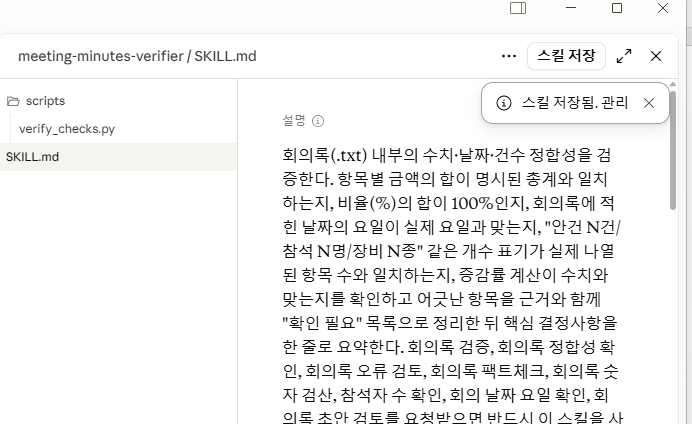 meeting-minutes-verifier / SKILL.md
스킬 저장
스킬 저장됨. 관리
scripts
verify_checks.py
SKILL.md
설명
회의록(.txt) 내부의 수치·날짜·건수 정합성을 검
증한다. 항목별 금액의 합이 명시된 총계와 일치
하는지, 비율(%)의 합이 100%인지, 회의록에 적
힌 날짜의 요일이 실제 요일과 맞는지, "안건 N건/
참석 N명/장비 N종" 같은 개수 표기가 실제 나열
된 항목 수와 일치하는지, 증감률 계산이 수치와
맞는지를 확인하고 어긋난 항목을 근거와 함께
"확인 필요" 목록으로 정리한 뒤 핵심 결정사항을
한 줄로 요약한다. 회의록 검증, 회의록 정합성 확
인, 회의록 오류 검토, 회의록 팩트체크, 회의록 숫
자 검산, 참석자 수 확인, 회의 날짜 요일 확인, 회
의록 초안 검토를 요청받으면 반드시 이 스킬을 사